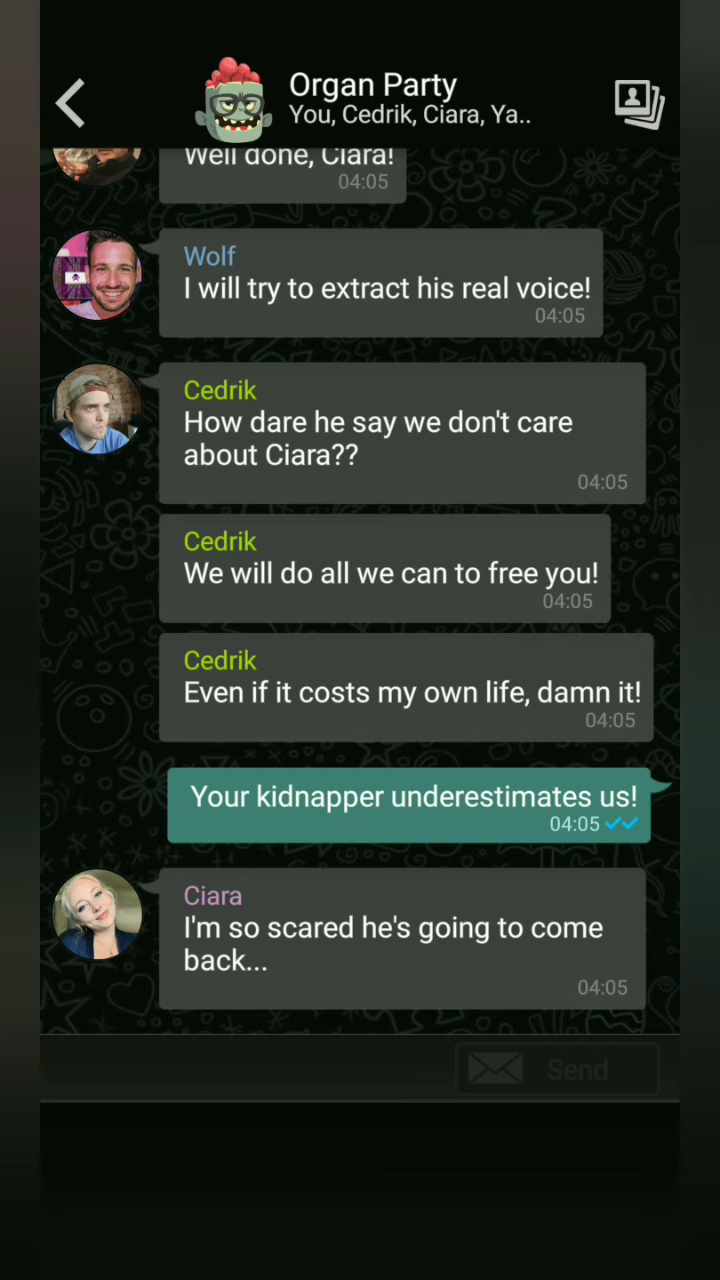 Organ Party
You, Cedrik, Ciara, Ya..
Well done, Ciara!
04:05
Wolf
I will try to extract his real voice!
04:05
Cedrik
How dare he say we don't care
about Ciara??
04:05
Cedrik
We will do all we can to free you!
04:05
Cedrik
Even if it costs my own life, damn it!
04:05
Your kidnapper underestimates us!
04:05
Ciara
I'm so scared he's going to come
back...
04:05
Send